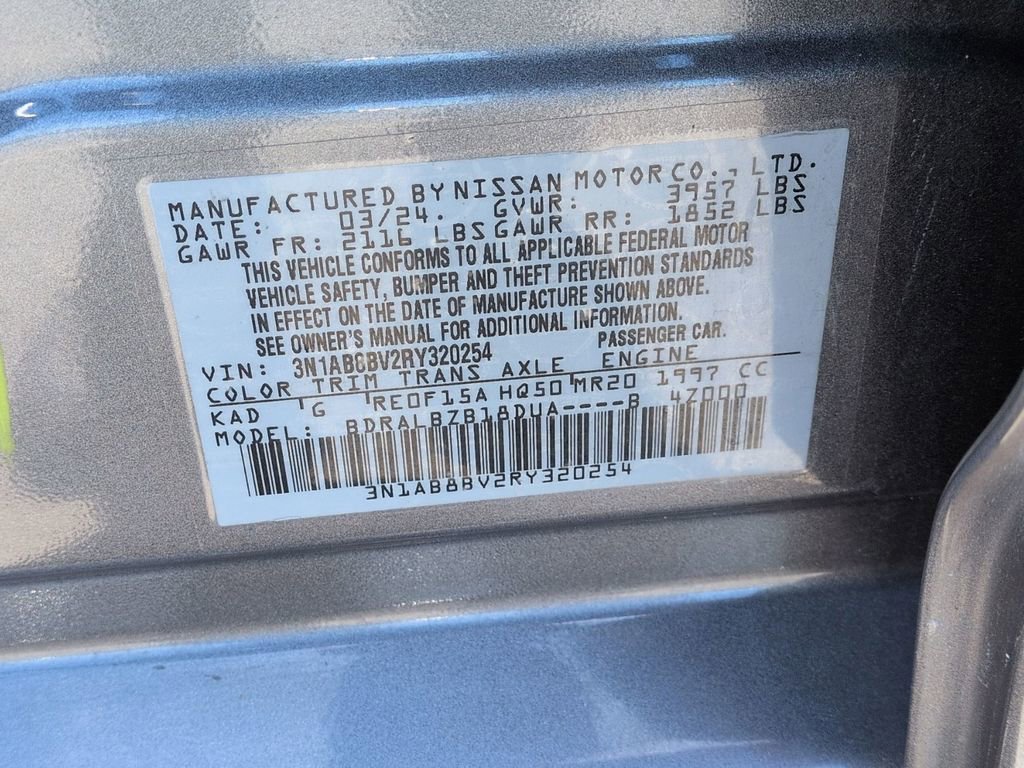 MANUFACTURED BY NISSAN MOTOR CO., LTD.
DATE: 03/24. GVWR: 3957 LBS
GAWR FR: 2116 LBS GAWR RR: 1852 LBS
THIS VEHICLE CONFORMS TO ALL APPLICABLE FEDERAL MOTOR
VEHICLE SAFETY, BUMPER AND THEFT PREVENTION STANDARDS
IN EFFECT ON THE DATE OF MANUFACTURE SHOWN ABOVE.
SEE OWNER'S MANUAL FOR ADDITIONAL INFORMATION.
VIN: 3N1AB8BV2RY320254 PASSENGER CAR.
COLOR TRIM TRANS AXLE ENGINE
KAD G RE0F15A HQ50 MR20 1997 CC
MODEL: BDRALBZB18DUA----B 4Z000
3N1AB8BV2RY320254